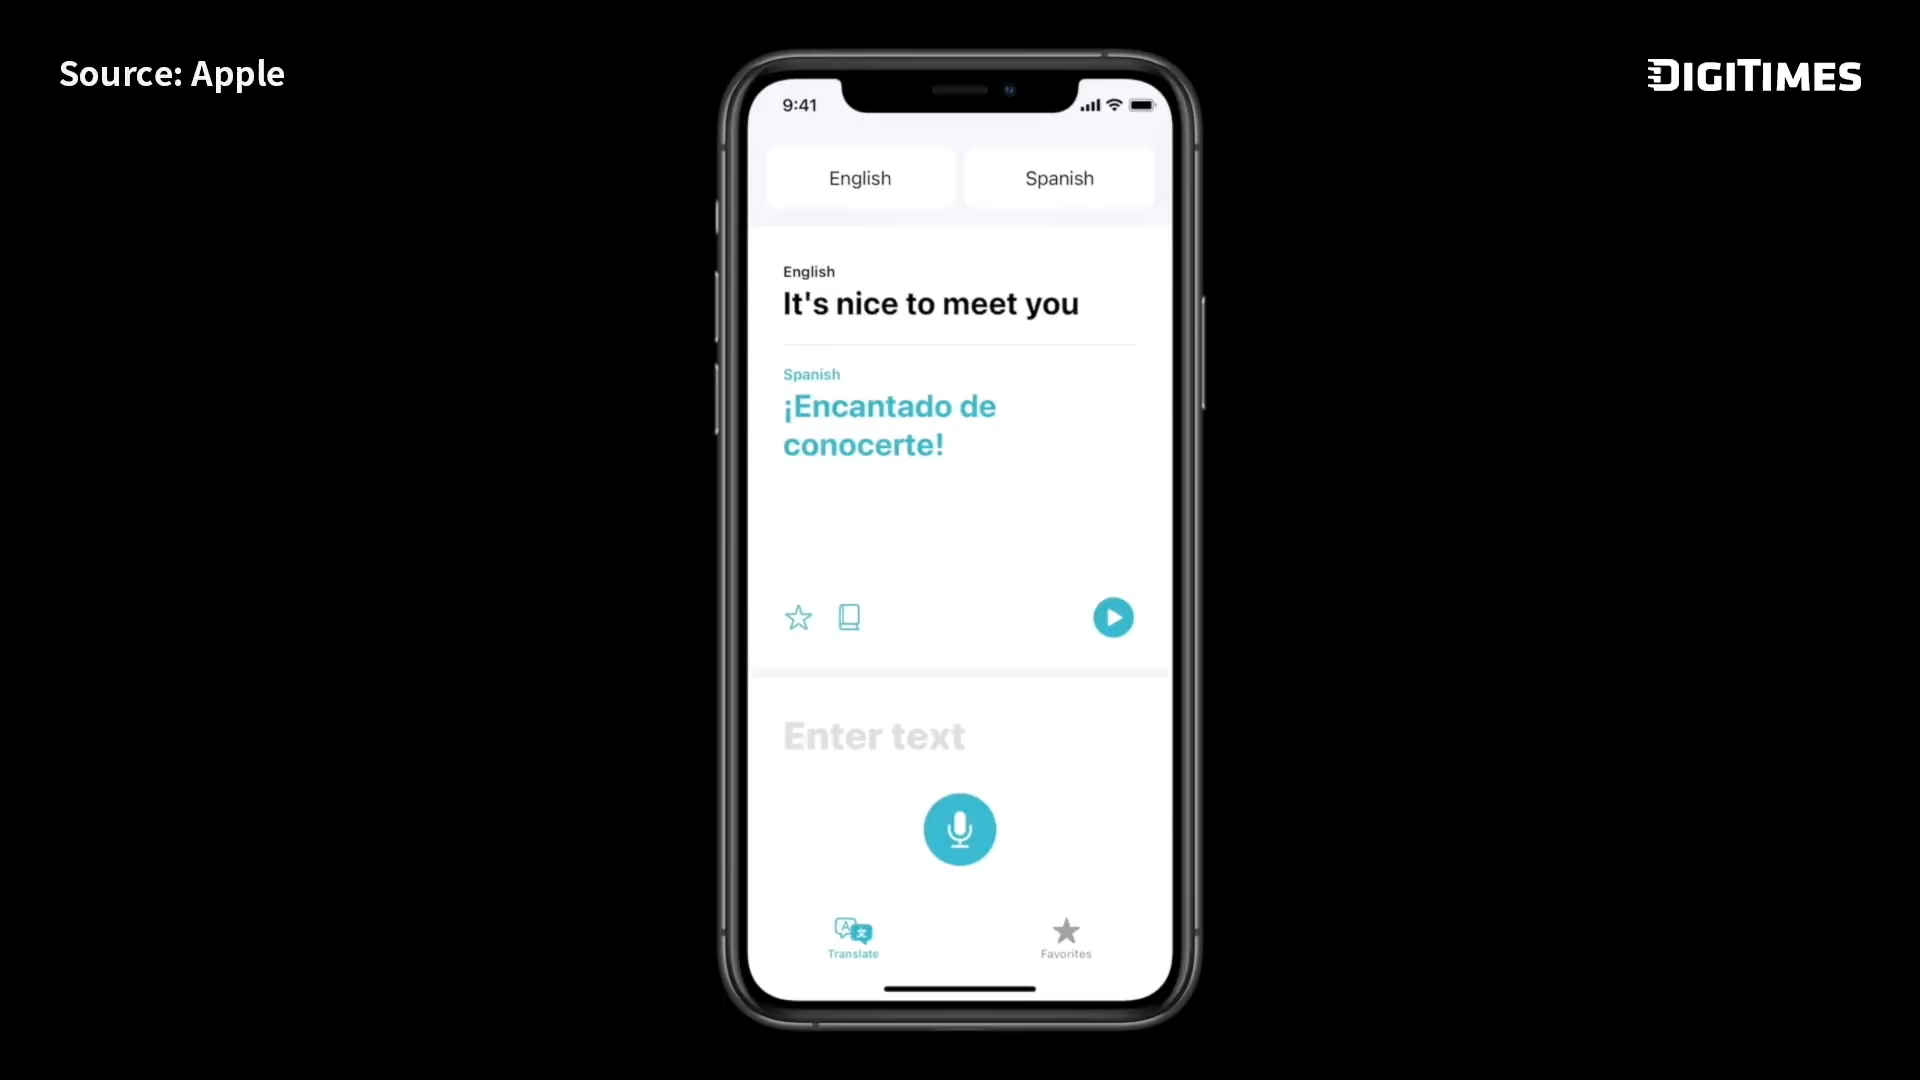 Source: Apple
DIGITIMES
9:41
English
Spanish
English
It's nice to meet you
Spanish
¡Encantado de
conocerte!
Enter text
A
文
Translate
Favorites